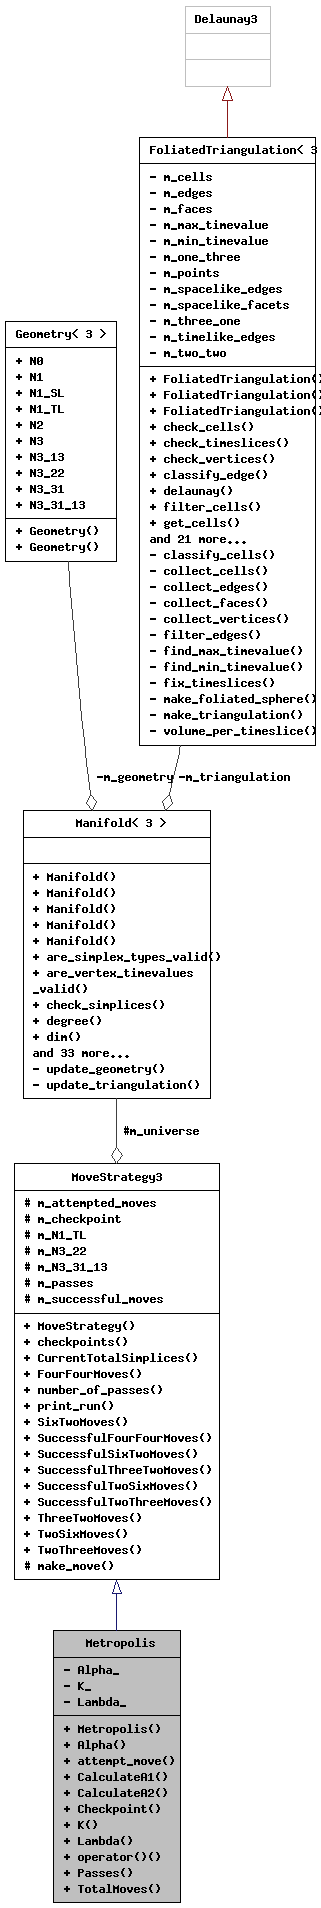 Delaunay3
FoliatedTriangulation< 3
- m_cells
- m_edges
- m_faces
- m_max_timevalue
- m_min_timevalue
- m_one_three
- m_points
- m_spacelike_edges
- m_spacelike_facets
- m_three_one
- m_timelike_edges
- m_two_two
+ FoliatedTriangulation()
+ FoliatedTriangulation()
+ FoliatedTriangulation()
+ check_cells()
+ check_timeslices()
+ check_vertices()
+ classify_edge()
+ delaunay()
+ filter_cells()
+ get_cells()
and 21 more...
- classify_cells()
- collect_cells()
- collect_edges()
- collect_faces()
- collect_vertices()
- filter_edges()
- find_max_timevalue()
- find_min_timevalue()
- fix_timeslices()
- make_foliated_sphere()
- make_triangulation()
- volume_per_timeslice()
Geometry< 3 >
+ N0
+ N1
+ N1_SL
+ N1_TL
+ N2
+ N3
+ N3_13
+ N3_22
+ N3_31
+ N3_31_13
+ Geometry()
+ Geometry()
-m_geometry
-m_triangulation
Manifold< 3 >
+ Manifold()
+ Manifold()
+ Manifold()
+ Manifold()
+ Manifold()
+ are_simplex_types_valid()
+ are_vertex_timevalues
_valid()
+ check_simplices()
+ degree()
+ dim()
and 33 more...
- update_geometry()
- update_triangulation()
#m_universe
MoveStrategy3
# m_attempted_moves
# m_checkpoint
# m_N1_TL
# m_N3_22
# m_N3_31_13
# m_passes
# m_successful_moves
+ MoveStrategy()
+ checkpoints()
+ CurrentTotalSimplices()
+ FourFourMoves()
+ number_of_passes()
+ print_run()
+ SixTwoMoves()
+ SuccessfulFourFourMoves()
+ SuccessfulSixTwoMoves()
+ SuccessfulThreeTwoMoves()
+ SuccessfulTwoSixMoves()
+ SuccessfulTwoThreeMoves()
+ ThreeTwoMoves()
+ TwoSixMoves()
+ TwoThreeMoves()
# make_move()
Metropolis
- Alpha_
- K_
- Lambda_
+ Metropolis()
+ Alpha()
+ attempt_move()
+ CalculateA1()
+ CalculateA2()
+ Checkpoint()
+ K()
+ Lambda()
+ operator()()
+ Passes()
+ TotalMoves()